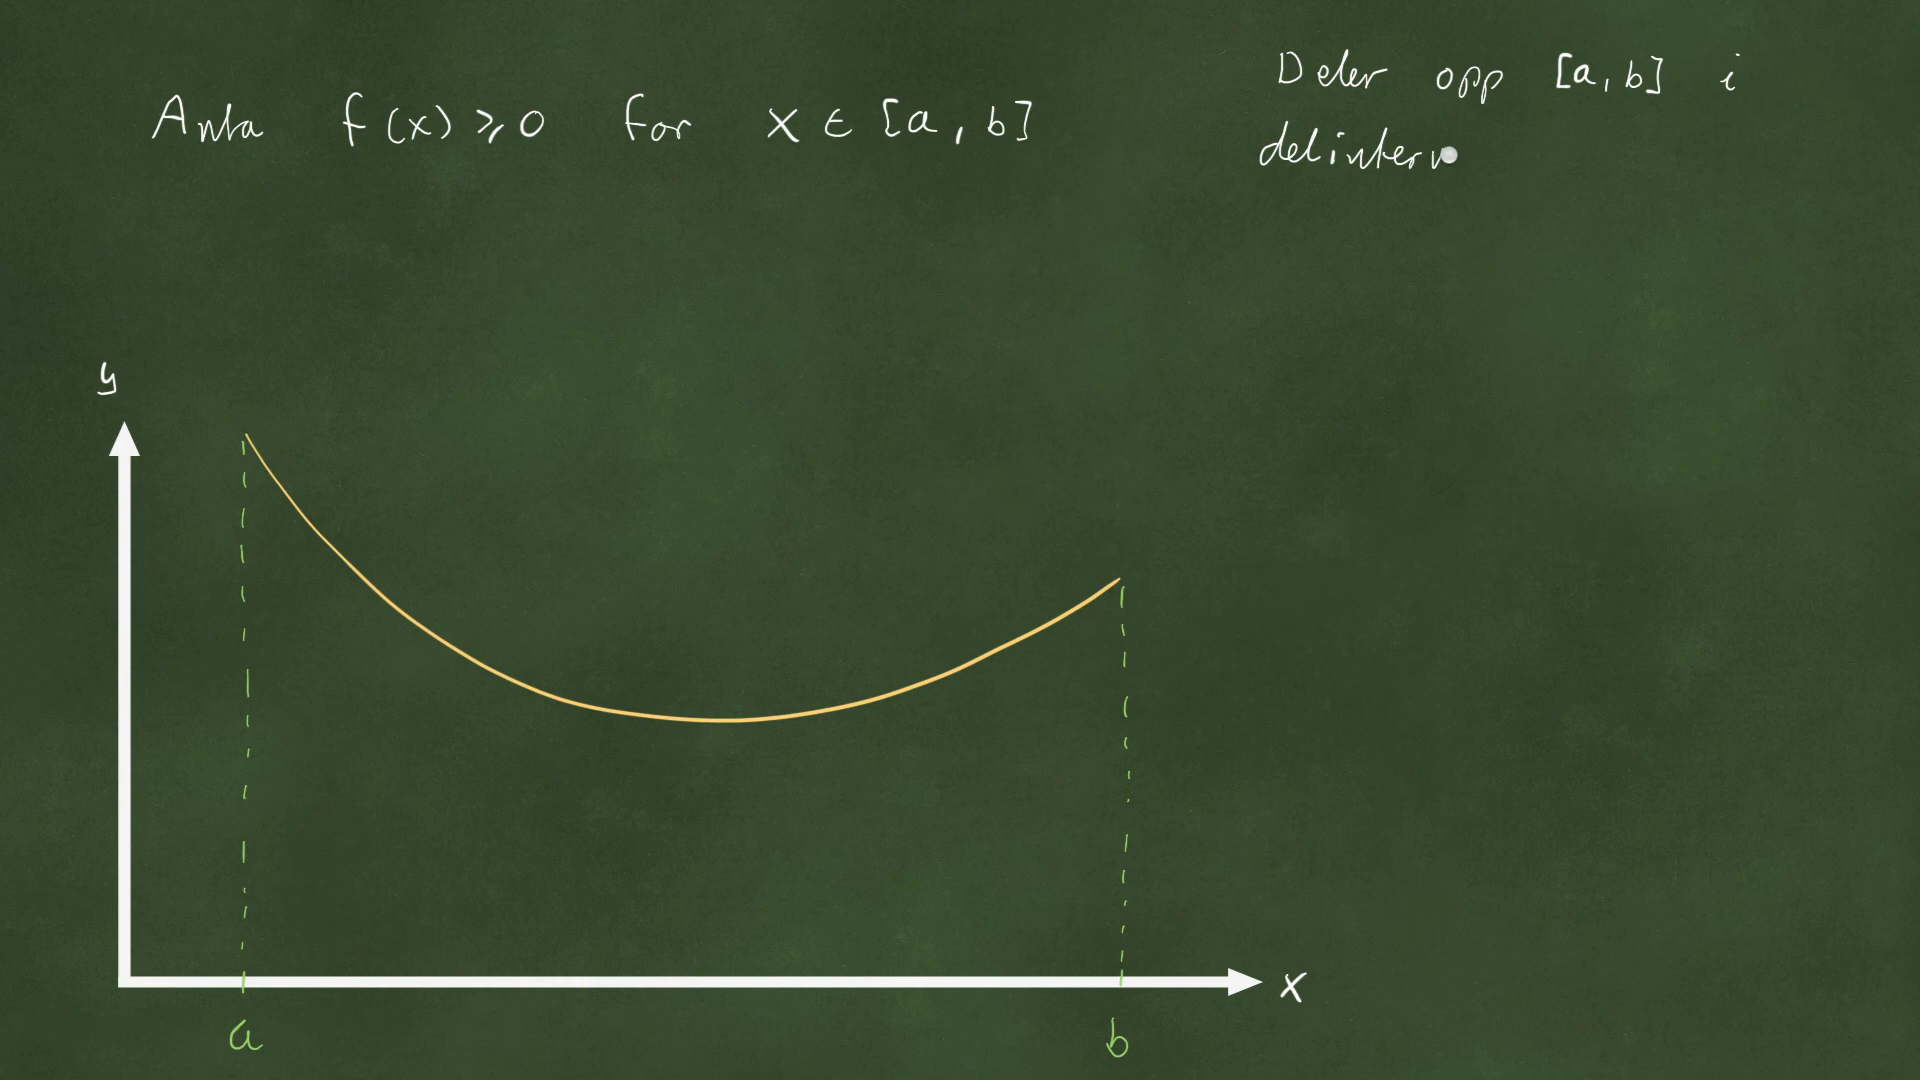 Anta f(x) ⩾ 0 for x ∈ [a, b]
Deler opp [a, b] i
delinterv
y
x
a
b